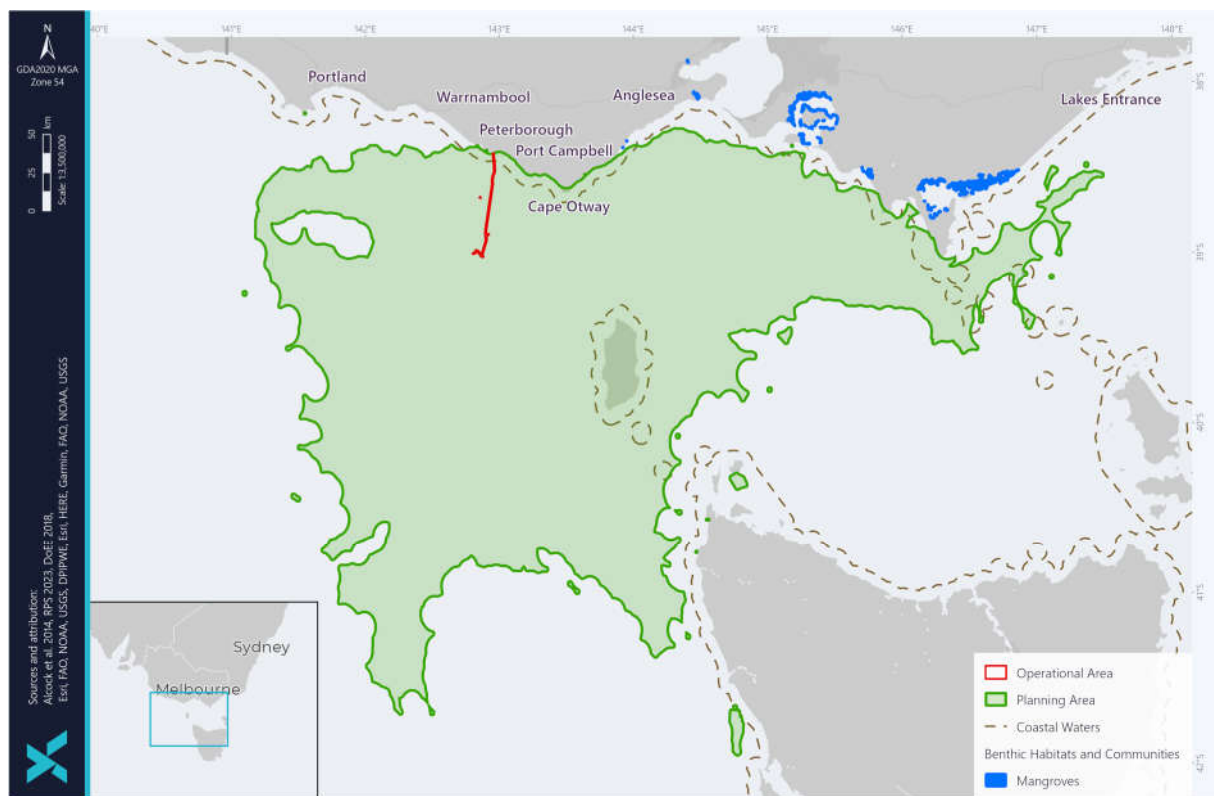 140°E
141°E
142°E
143°E
144°E
145°E
146°E
147°E
148°E
N
GDA2020 MGA
Zone 54
0 25 50
km
Scale: 1:3,500,000
Sources and attribution:
Alcock et al. 2014, RPS 2023, DoEE 2018,
Esri, FAO, NOAA, USGS, DPIPWE, Esri, HERE, Garmin, FAO, NOAA, USGS
Portland
Warrnambool
Anglesea
Lakes Entrance
Peterborough
Port Campbell
Cape Otway
38°S
39°S
40°S
41°S
42°S
Sydney
Melbourne
Operational Area
Planning Area
Coastal Waters
Benthic Habitats and Communities
Mangroves